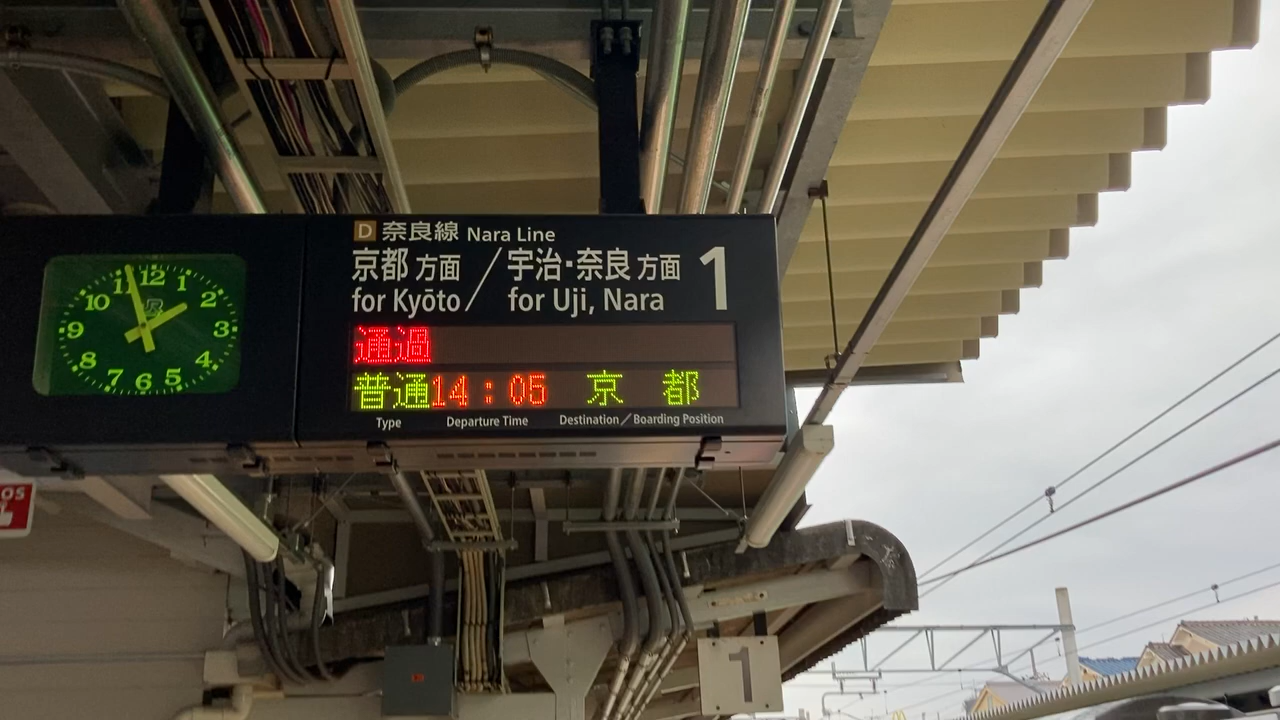 D 奈良線 Nara Line
京都 方面 / 宇治・奈良 方面 1
for Kyōto / for Uji, Nara
通過
普通 14:05 京都
Type Departure Time Destination/Boarding Position
12
1
2
3
4
5
6
7
8
9
10
11
OS
1